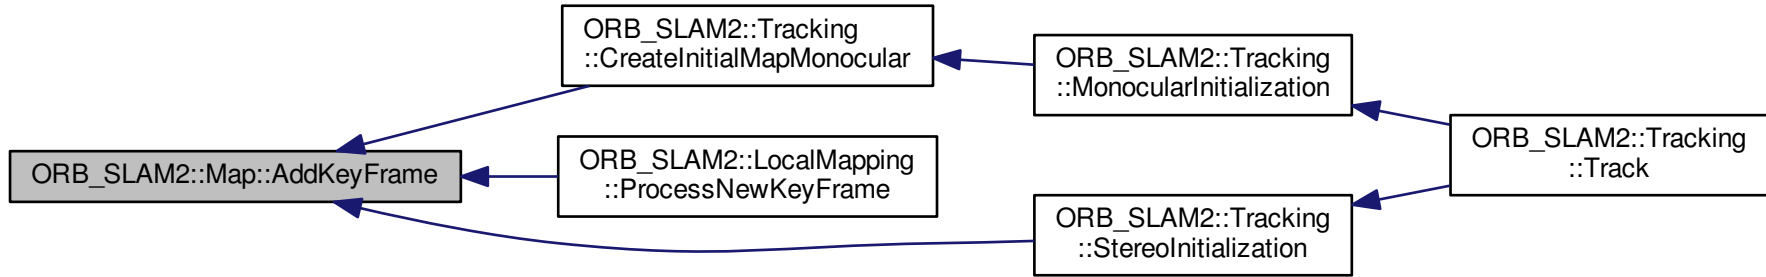 ORB_SLAM2::Map::AddKeyFrame
ORB_SLAM2::Tracking
::CreateInitialMapMonocular
ORB_SLAM2::LocalMapping
::ProcessNewKeyFrame
ORB_SLAM2::Tracking
::MonocularInitialization
ORB_SLAM2::Tracking
::StereoInitialization
ORB_SLAM2::Tracking
::Track